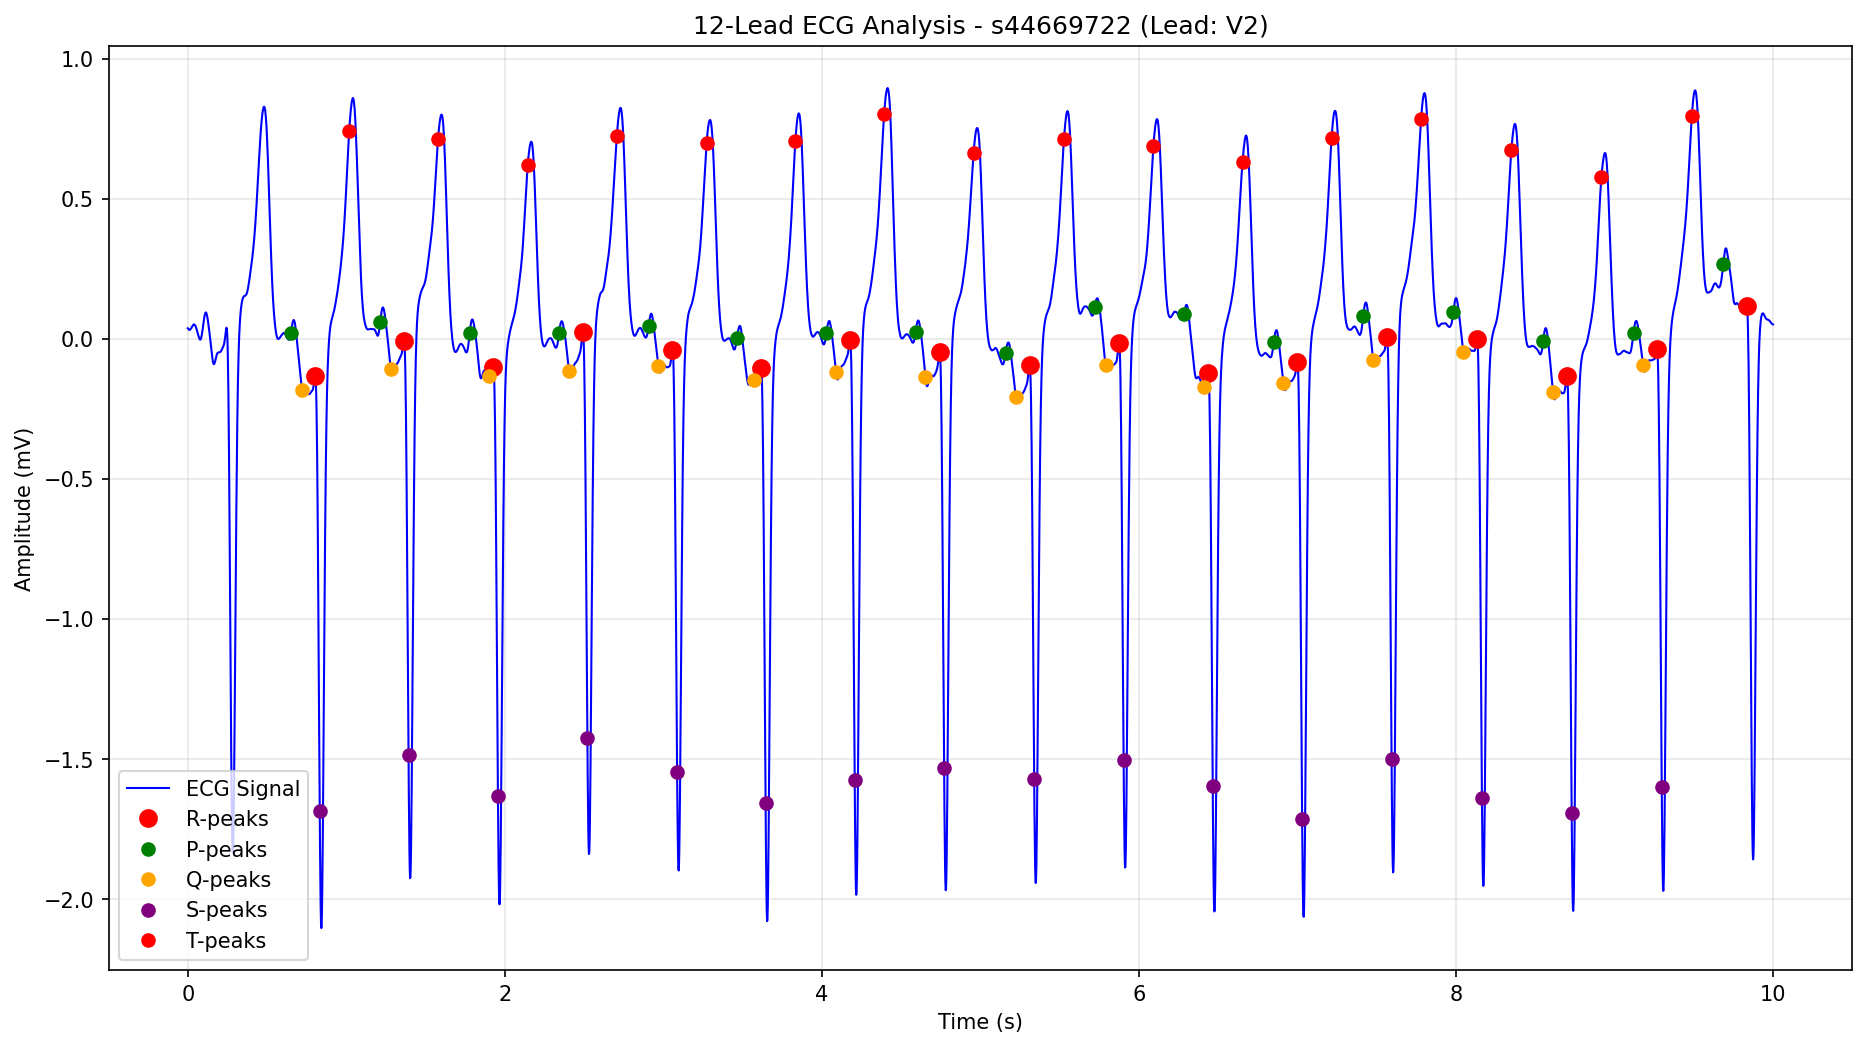 12-Lead ECG Analysis - s44669722 (Lead: V2)
1.0
0.5
0.0
−0.5
−1.0
−1.5
−2.0
Amplitude (mV)
ECG Signal
R-peaks
P-peaks
Q-peaks
S-peaks
T-peaks
0 2 4 6 8 10
Time (s)